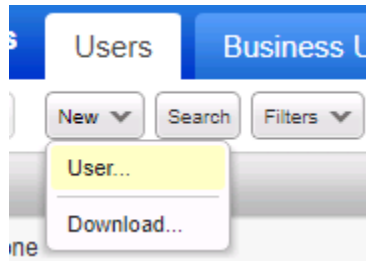 s Users Business U
New Search Filters
User...
Download...
one